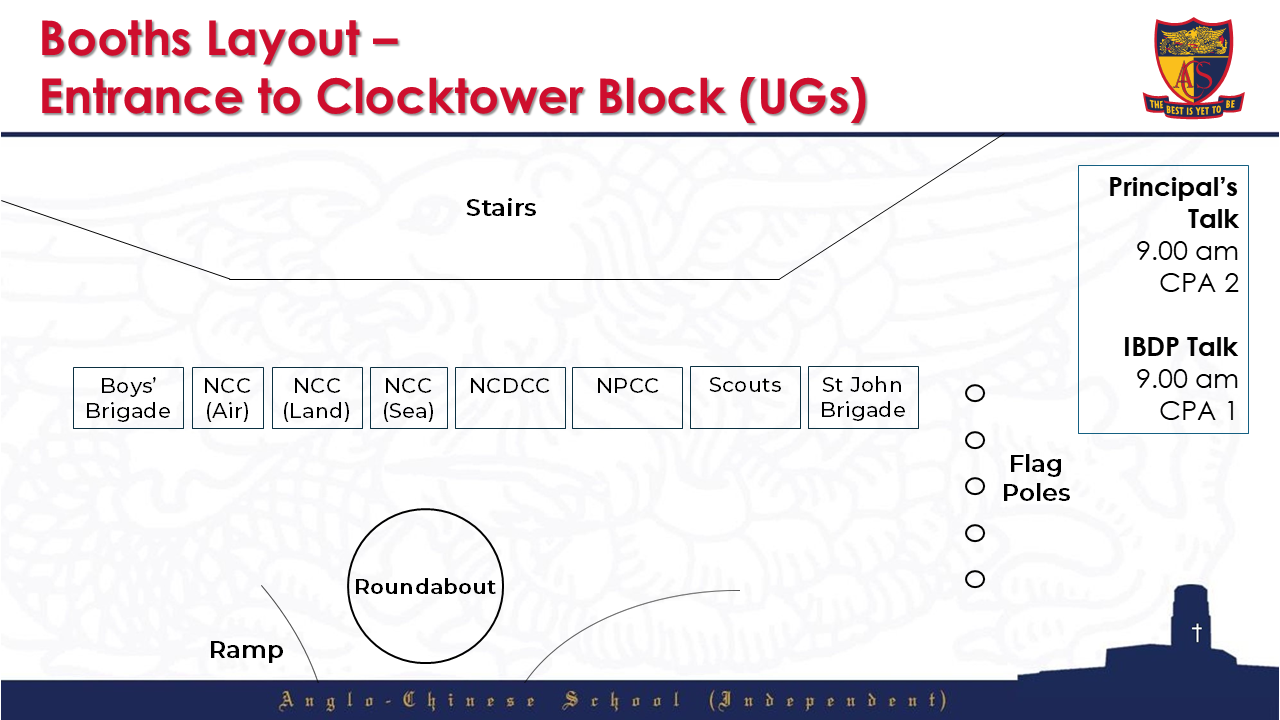 Booths Layout –
Entrance to Clocktower Block (UGs)
ACS
THE BEST IS YET TO BE
Stairs
Principal’s
Talk
9.00 am
CPA 2
IBDP Talk
9.00 am
CPA 1
Boys’
Brigade
NCC
(Air)
NCC
(Land)
NCC
(Sea)
NCDCC
NPCC
Scouts
St John
Brigade
Flag
Poles
Roundabout
Ramp
Anglo-Chinese School (Independent)